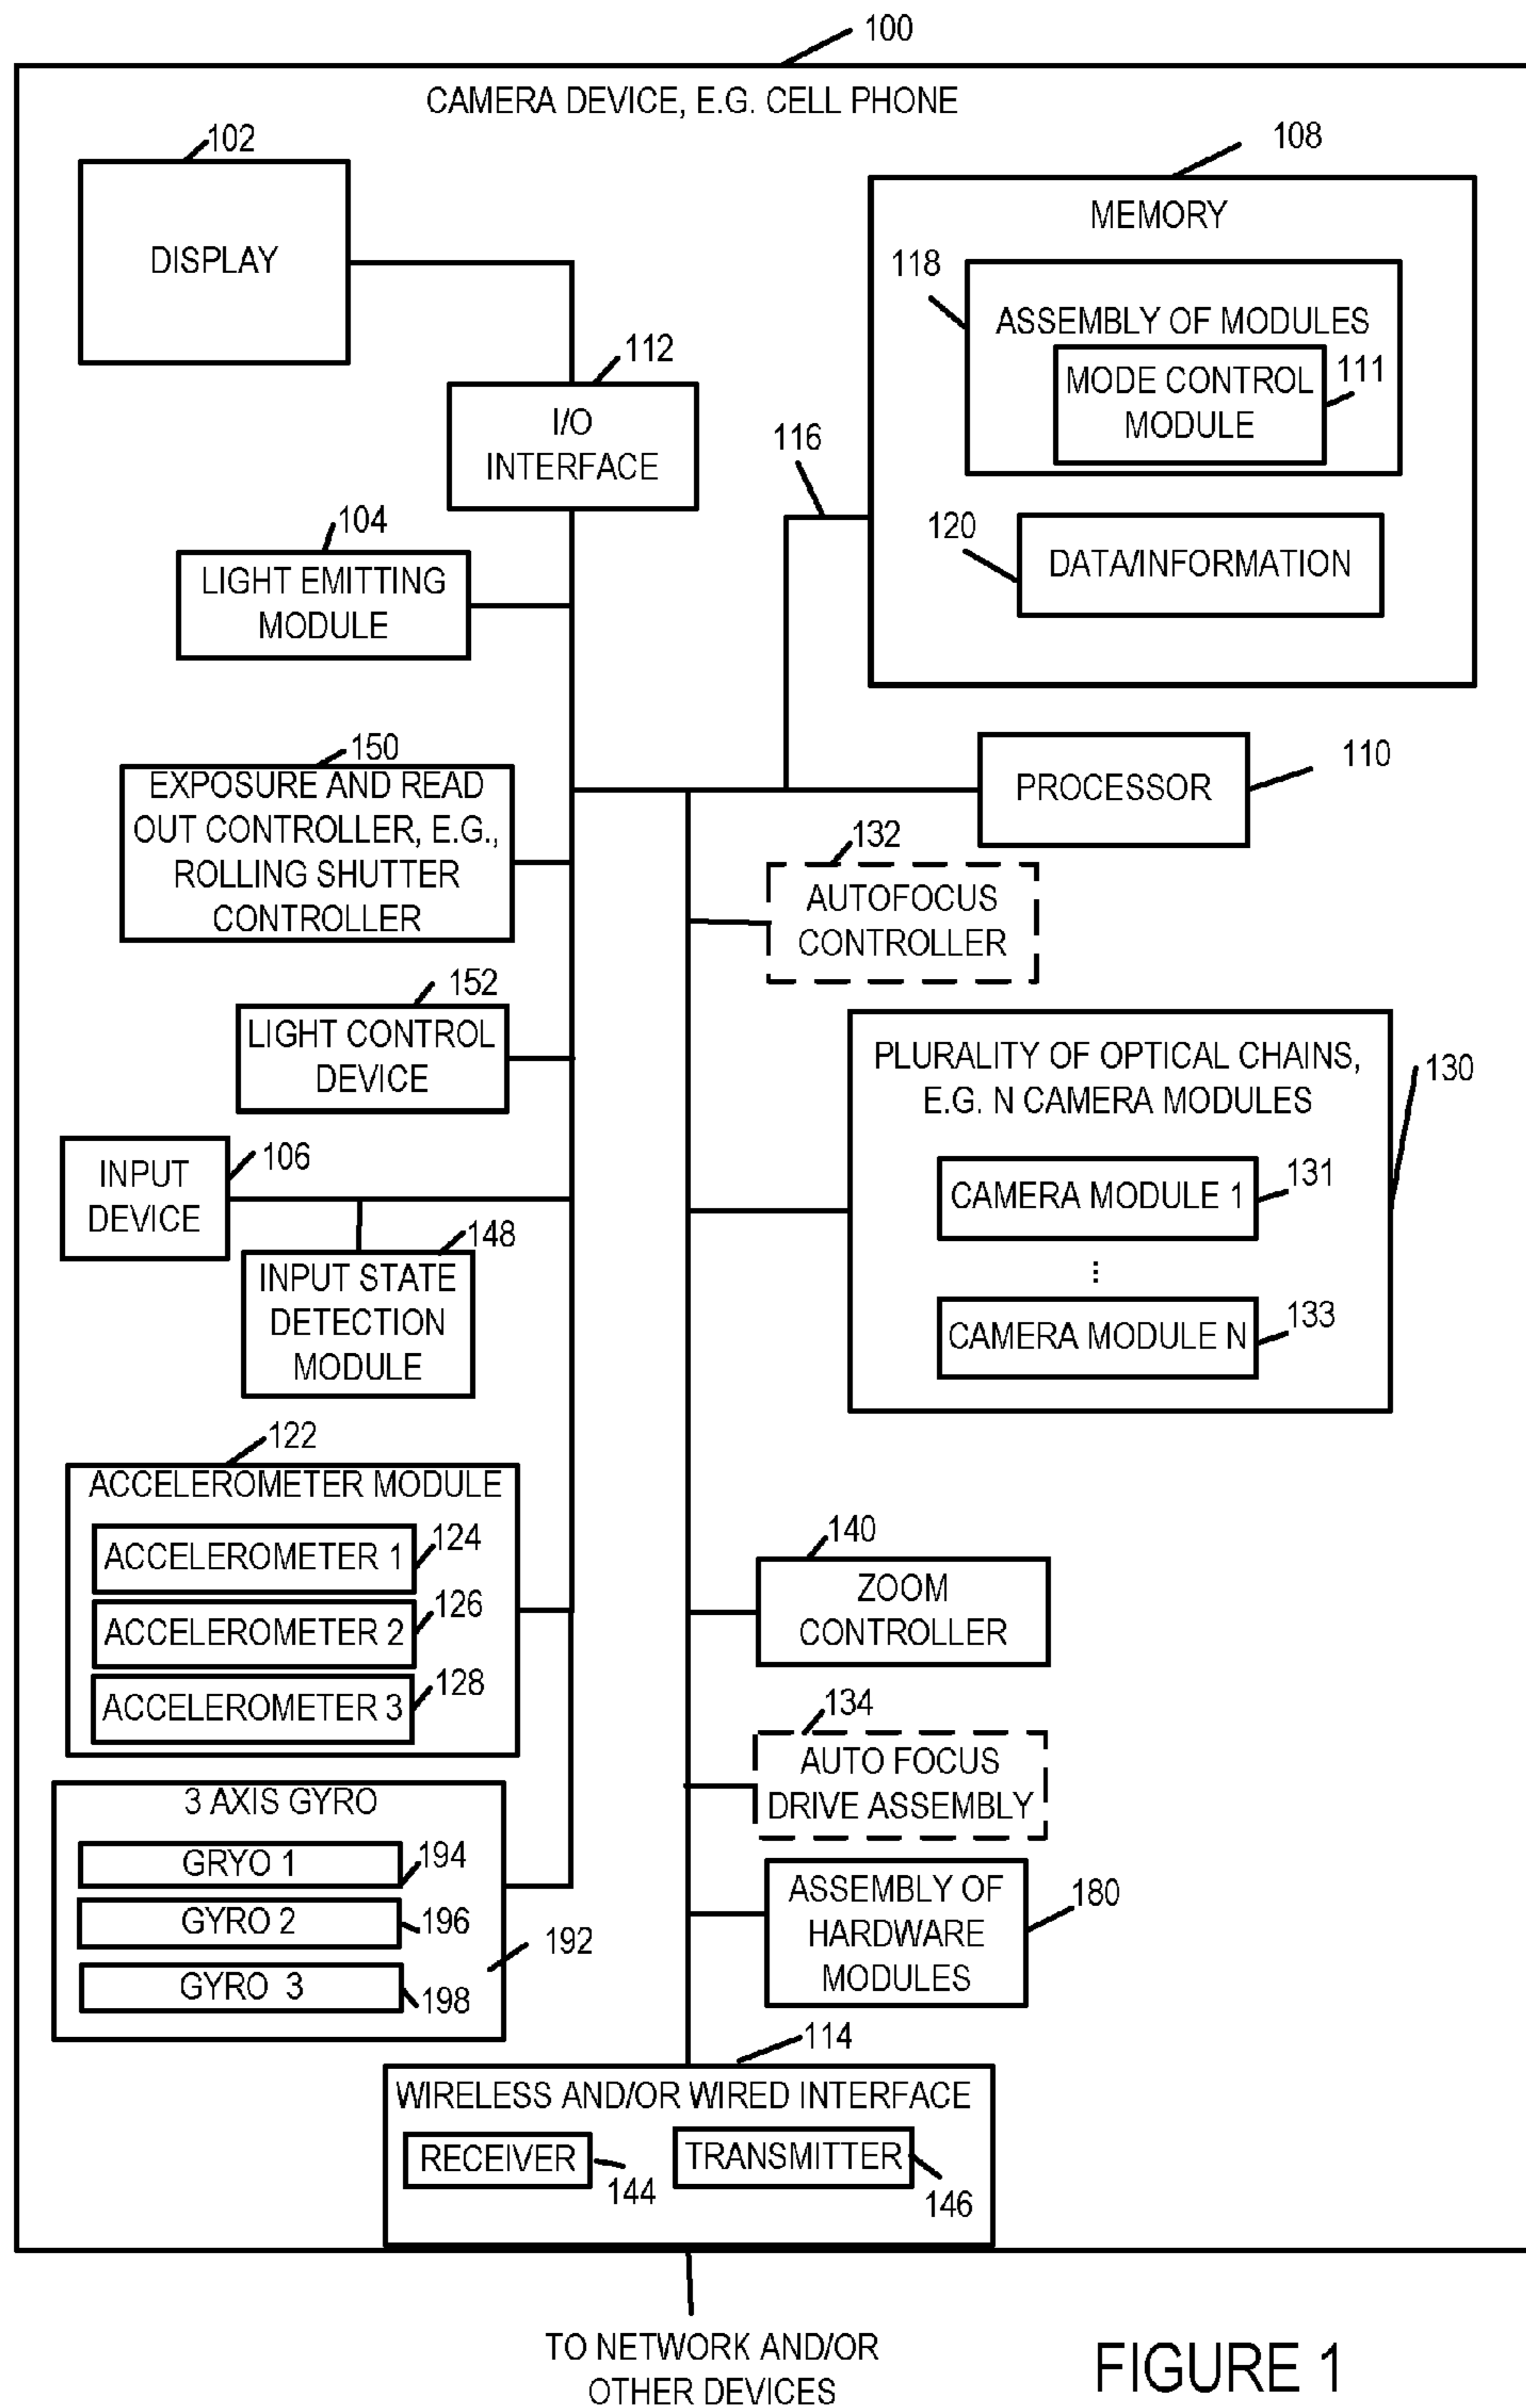 100
CAMERA DEVICE, E.G. CELL PHONE
102
DISPLAY
108
MEMORY
118
ASSEMBLY OF MODULES
MODE CONTROL
MODULE
111
120
DATA/INFORMATION
112
I/O
INTERFACE
116
104
LIGHT EMITTING
MODULE
150
EXPOSURE AND READ
OUT CONTROLLER, E.G.,
ROLLING SHUTTER
CONTROLLER
PROCESSOR
110
132
AUTOFOCUS
CONTROLLER
152
LIGHT CONTROL
DEVICE
PLURALITY OF OPTICAL CHAINS,
E.G. N CAMERA MODULES
130
CAMERA MODULE 1
131
⋮
CAMERA MODULE N
133
INPUT
DEVICE
106
148
INPUT STATE
DETECTION
MODULE
122
ACCELEROMETER MODULE
ACCELEROMETER 1
124
ACCELEROMETER 2
126
ACCELEROMETER 3
128
140
ZOOM
CONTROLLER
134
AUTO FOCUS
DRIVE ASSEMBLY
3 AXIS GYRO
GRYO 1
194
GYRO 2
196
192
GYRO 3
198
ASSEMBLY OF
HARDWARE
MODULES
180
114
WIRELESS AND/OR WIRED INTERFACE
RECEIVER
144
TRANSMITTER
146
TO NETWORK AND/OR
OTHER DEVICES
FIGURE 1